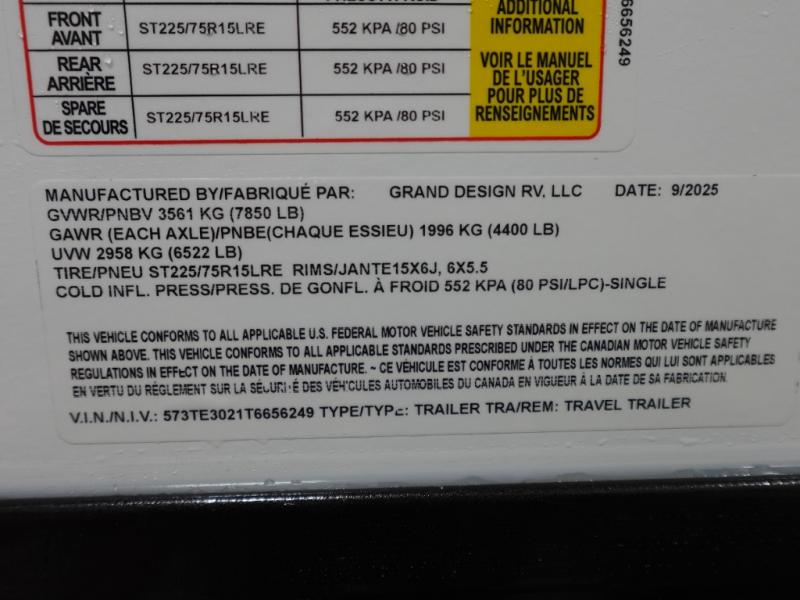 ADDITIONAL
INFORMATION
FRONT
AVANT
ST225/75R15LRE
552 KPA /80 PSI
REAR
ARRIÈRE
ST225/75R15LRE
552 KPA /80 PSI
VOIR LE MANUEL
DE L'USAGER
POUR PLUS DE
RENSEIGNEMENTS
SPARE
DE SECOURS
ST225/75R15LRE
552 KPA /80 PSI
6656249
MANUFACTURED BY/FABRIQUÉ PAR: GRAND DESIGN RV, LLC DATE: 9/2025
GVWR/PNBV 3561 KG (7850 LB)
GAWR (EACH AXLE)/PNBE(CHAQUE ESSIEU) 1996 KG (4400 LB)
UVW 2958 KG (6522 LB)
TIRE/PNEU ST225/75R15LRE RIMS/JANTE15X6J, 6X5.5
COLD INFL. PRESS/PRESS. DE GONFL. À FROID 552 KPA (80 PSI/LPC)-SINGLE
THIS VEHICLE CONFORMS TO ALL APPLICABLE U.S. FEDERAL MOTOR VEHICLE SAFETY STANDARDS IN EFFECT ON THE DATE OF MANUFACTURE
SHOWN ABOVE. THIS VEHICLE CONFORMS TO ALL APPLICABLE STANDARDS PRESCRIBED UNDER THE CANADIAN MOTOR VEHICLE SAFETY
REGULATIONS IN EFFECT ON THE DATE OF MANUFACTURE. ~ CE VÉHICULE EST CONFORME À TOUTES LES NORMES QUI LUI SONT APPLICABLES
EN VERTU DU RÉGLEMENT SUR LA SÉCURITÉ DES VÉHICULES AUTOMOBILES DU CANADA EN VIGUEUR À LA DATE DE SA FABRICATION.
V.I.N./N.I.V.: 573TE3021T6656249 TYPE/TYPE: TRAILER TRA/REM: TRAVEL TRAILER